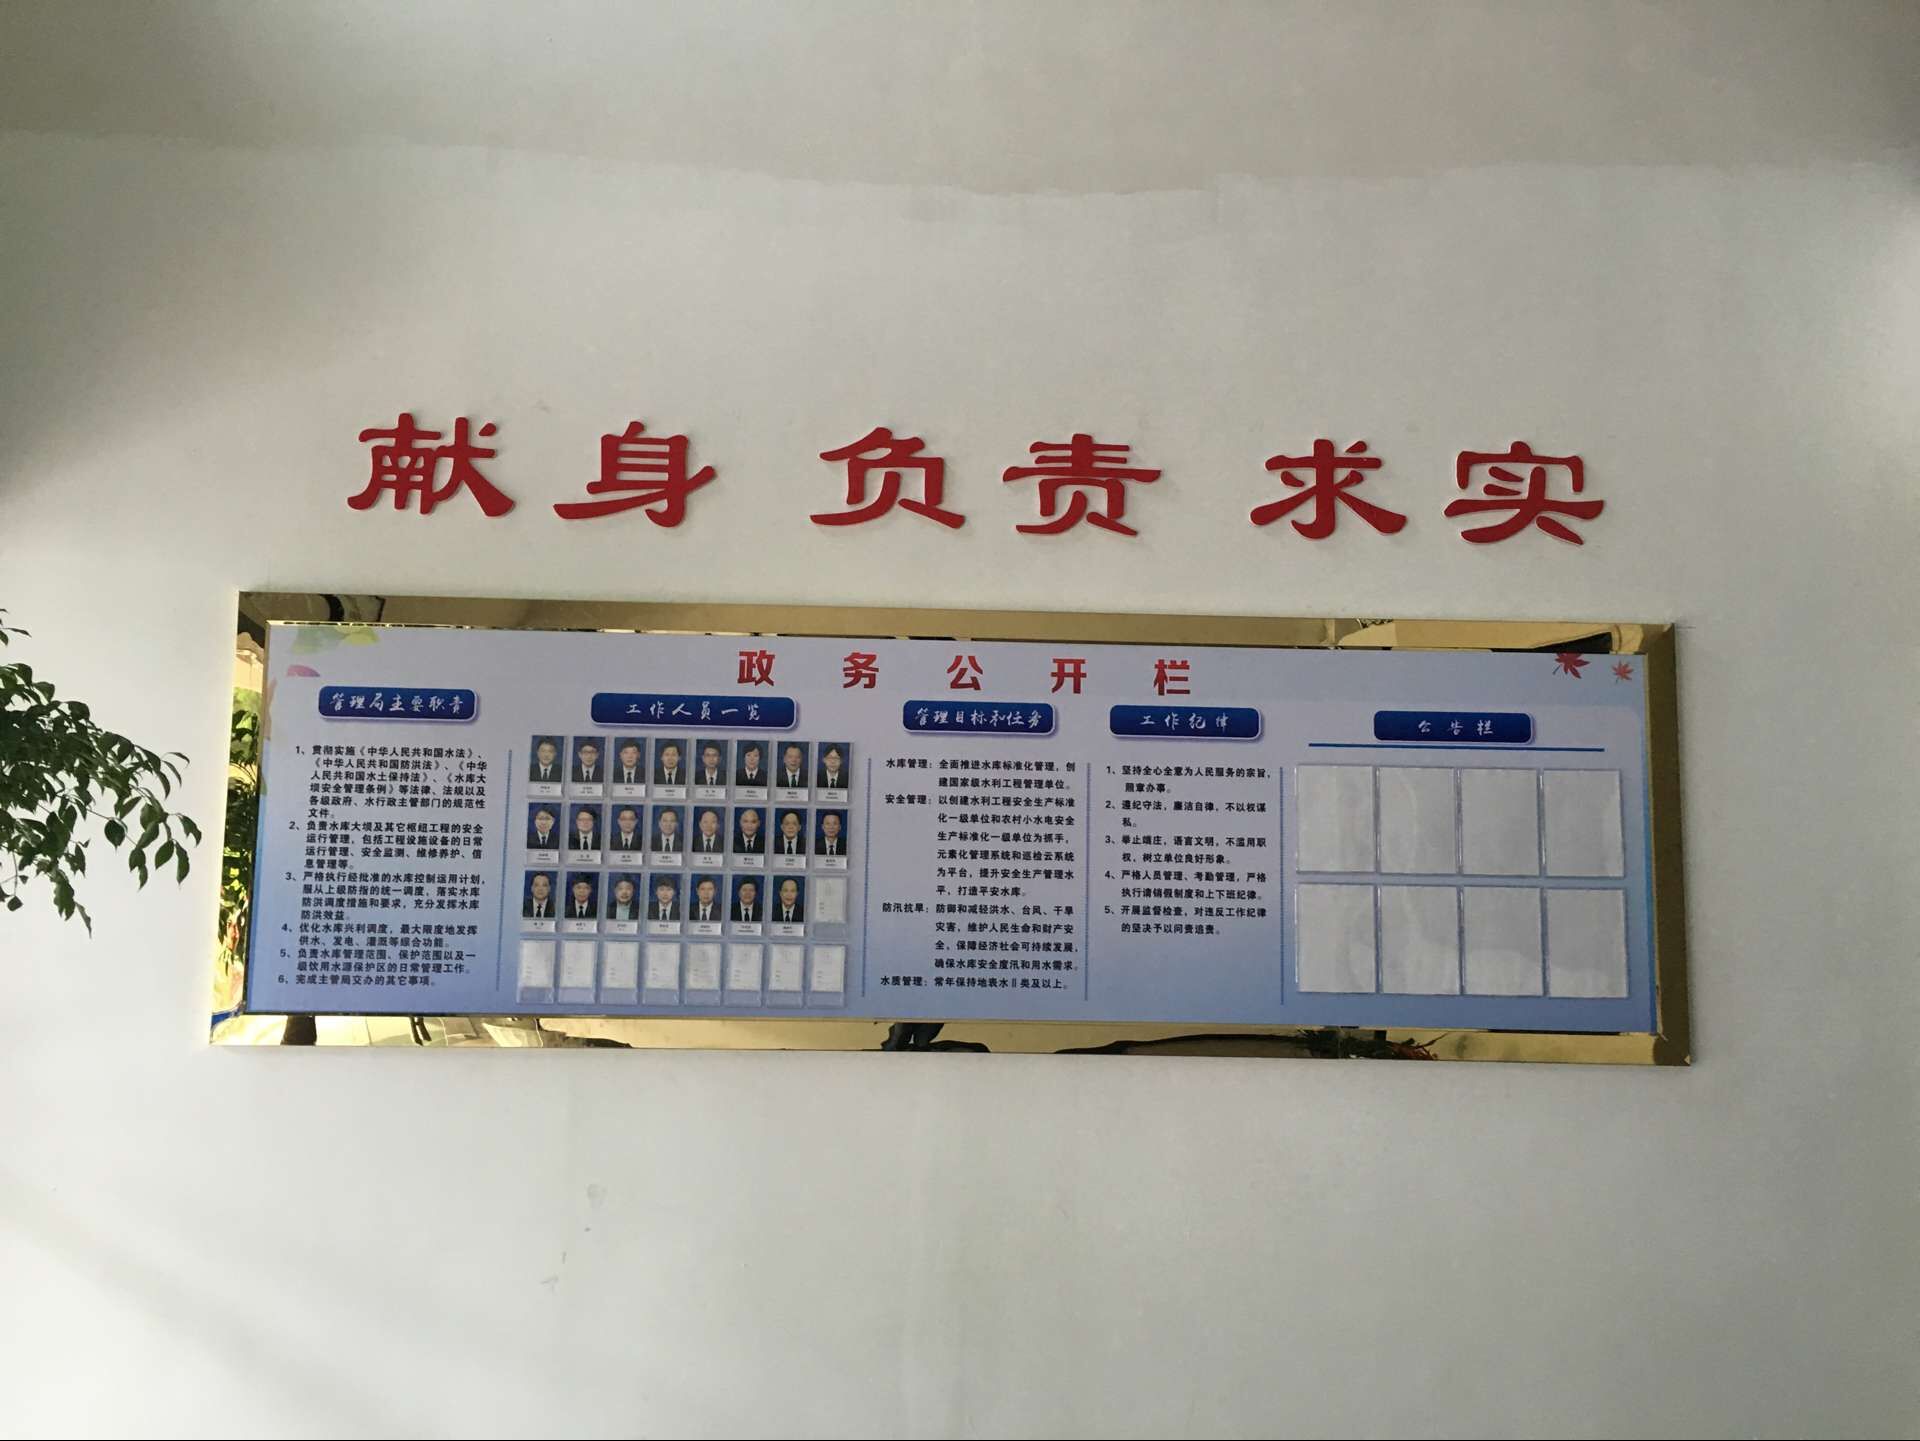 献身 负责 求实
政务公开栏
管理局主要职责
1、贯彻实施《中华人民共和国水法》、
《中华人民共和国防洪法》、《中华
人民共和国水土保持法》、《水库大
坝安全管理条例》等法律、法规以及
各级政府、水行政主管部门的规范性
文件。
2、负责水库大坝及其它枢纽工程的安全
运行管理，包括工程设施设备的日常
运行管理、安全监测、维修养护、信
息管理等。
3、严格执行经批准的水库控制运用计划，
服从上级防指的统一调度，落实水库
防洪调度措施和要求，充分发挥水库
防洪效益。
4、优化水库兴利调度，最大限度地发挥
供水、发电、灌溉等综合功能。
5、负责水库管理范围、保护范围以及一
级饮用水源保护区的日常管理工作。
6、完成主管局交办的其它事项。
工作人员一览
管理目标和任务
水库管理：全面推进水库标准化管理，创
建国家级水利工程管理单位。
安全管理：以创建水利工程安全生产标准
化一级单位和农村小水电安全
生产标准化一级单位为抓手，
元素化管理系统和巡检云系统
为平台，提升安全生产管理水
平，打造平安水库。
防汛抗旱：防御和减轻洪水、台风、干旱
灾害，维护人民生命和财产安
全，保障经济社会可持续发展，
确保水库安全度汛和用水需求。
水质管理：常年保持地表水Ⅱ类及以上。
工作纪律
1、坚持全心全意为人民服务的宗旨，
照章办事。
2、遵纪守法，廉洁自律，不以权谋
私。
3、举止端庄，语言文明，不滥用职
权，树立单位良好形象。
4、严格人员管理、考勤管理，严格
执行请销假制度和上下班纪律。
5、开展监督检查，对违反工作纪律
的坚决予以问责追责。
公告栏